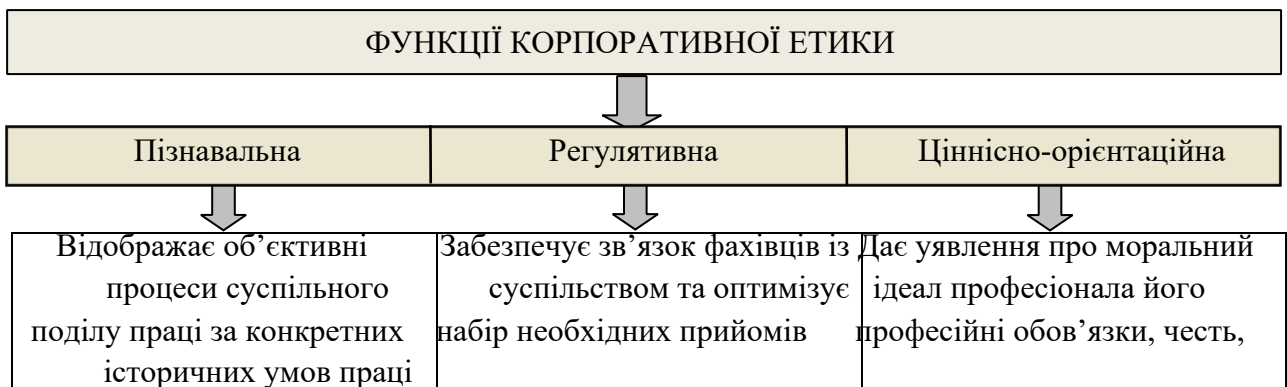 ФУНКЦІЇ КОРПОРАТИВНОЇ ЕТИКИ
Пізнавальна
Регулятивна
Ціннісно-орієнтаційна
Відображає об’єктивні
процеси суспільного
поділу праці за конкретних
історичних умов праці
Забезпечує зв’язок фахівців із
суспільством та оптимізує
набір необхідних прийомів
Дає уявлення про моральний
ідеал професіонала його
професійні обов’язки, честь,